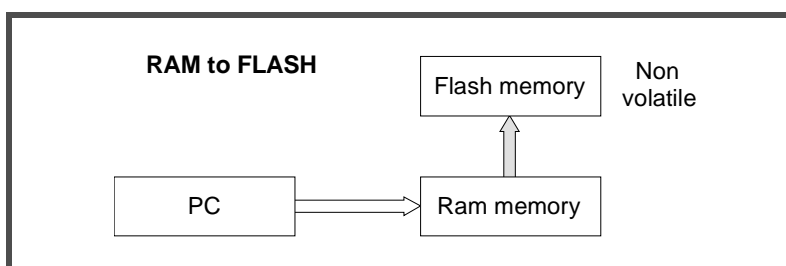 RAM to FLASH
Flash memory
Non
volatile
PC
Ram memory